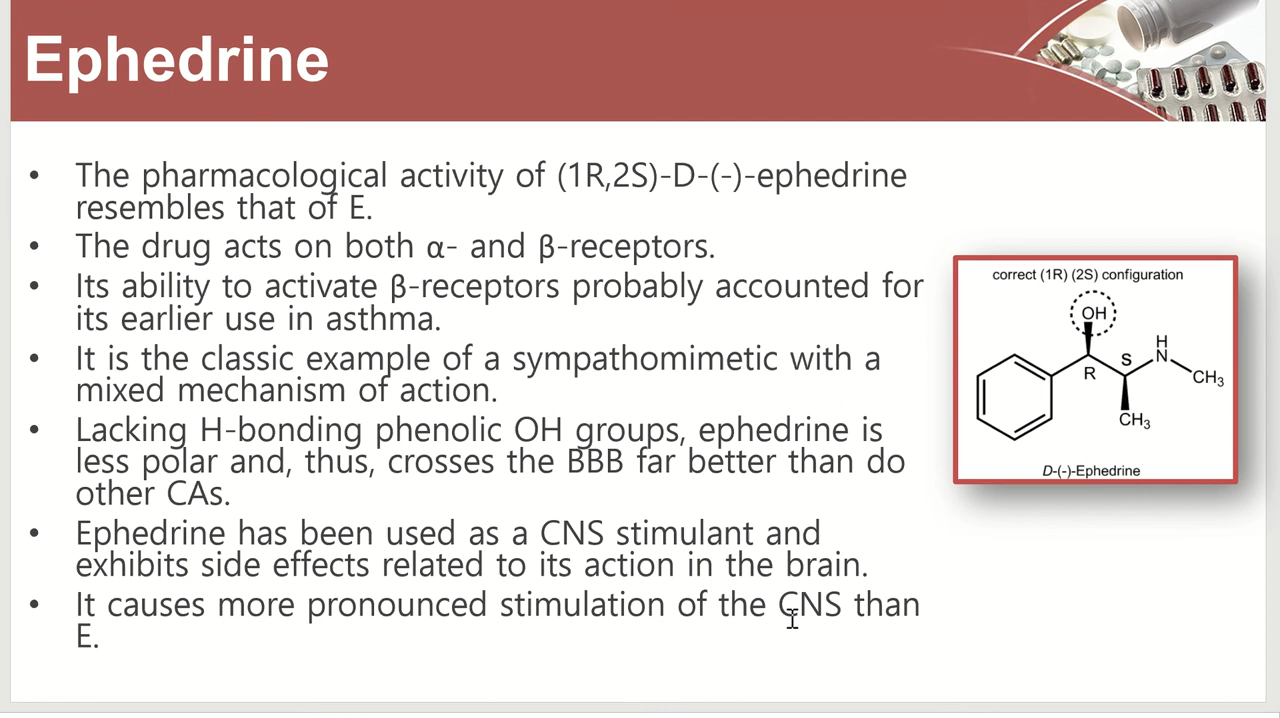 Ephedrine
• The pharmacological activity of (1R,2S)-D-(-)-ephedrine
resembles that of E.
• The drug acts on both α- and β-receptors.
• Its ability to activate β-receptors probably accounted for
its earlier use in asthma.
• It is the classic example of a sympathomimetic with a
mixed mechanism of action.
• Lacking H-bonding phenolic OH groups, ephedrine is
less polar and, thus, crosses the BBB far better than do
other CAs.
• Ephedrine has been used as a CNS stimulant and
exhibits side effects related to its action in the brain.
• It causes more pronounced stimulation of the CNS than
E.
correct (1R) (2S) configuration
OH
H
N
S
R
CH3
CH3
D-(-)-Ephedrine